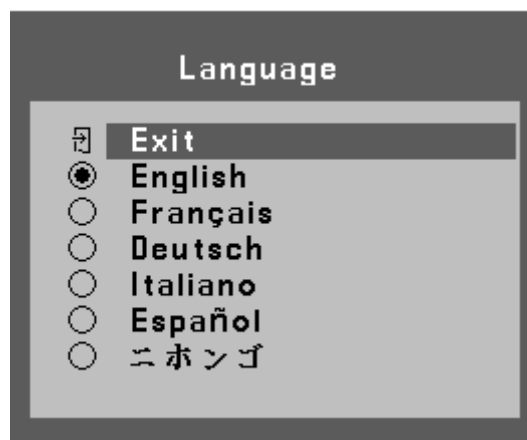 Language
Exit
English
Français
Deutsch
Italiano
Español
ニホンゴ